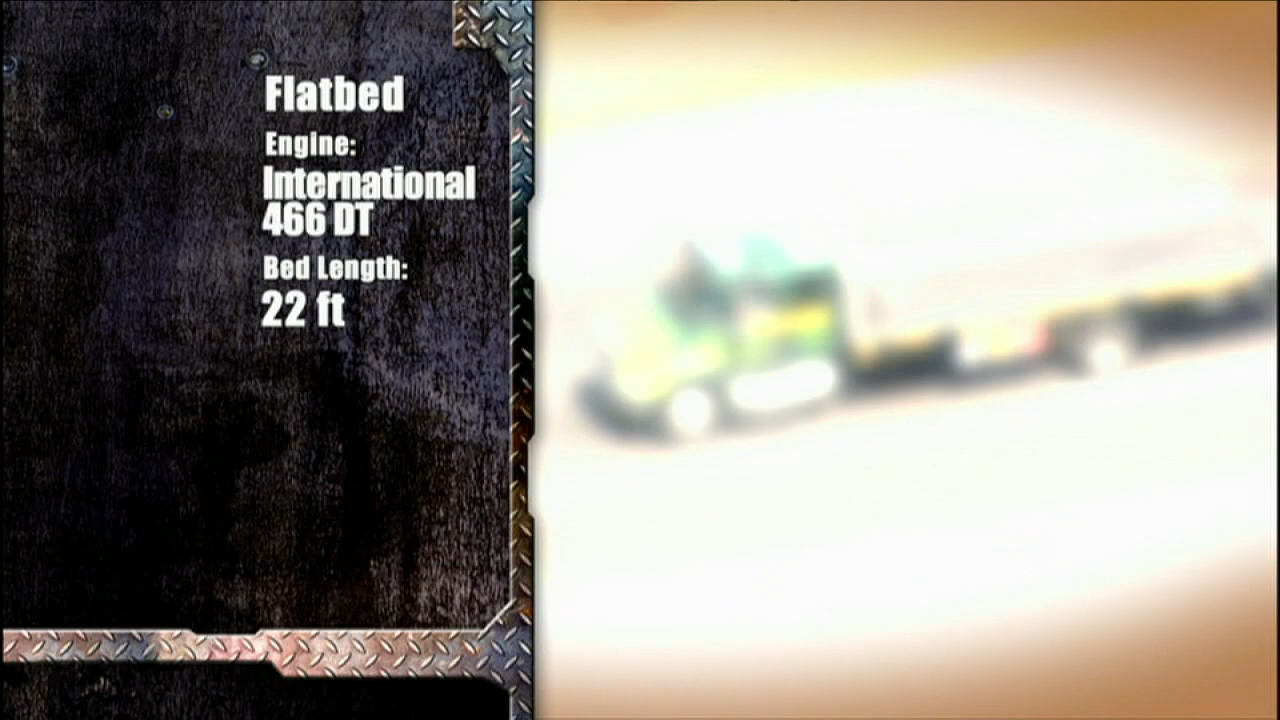 Flatbed
Engine:
International
466 DT
Bed Length:
22 ft